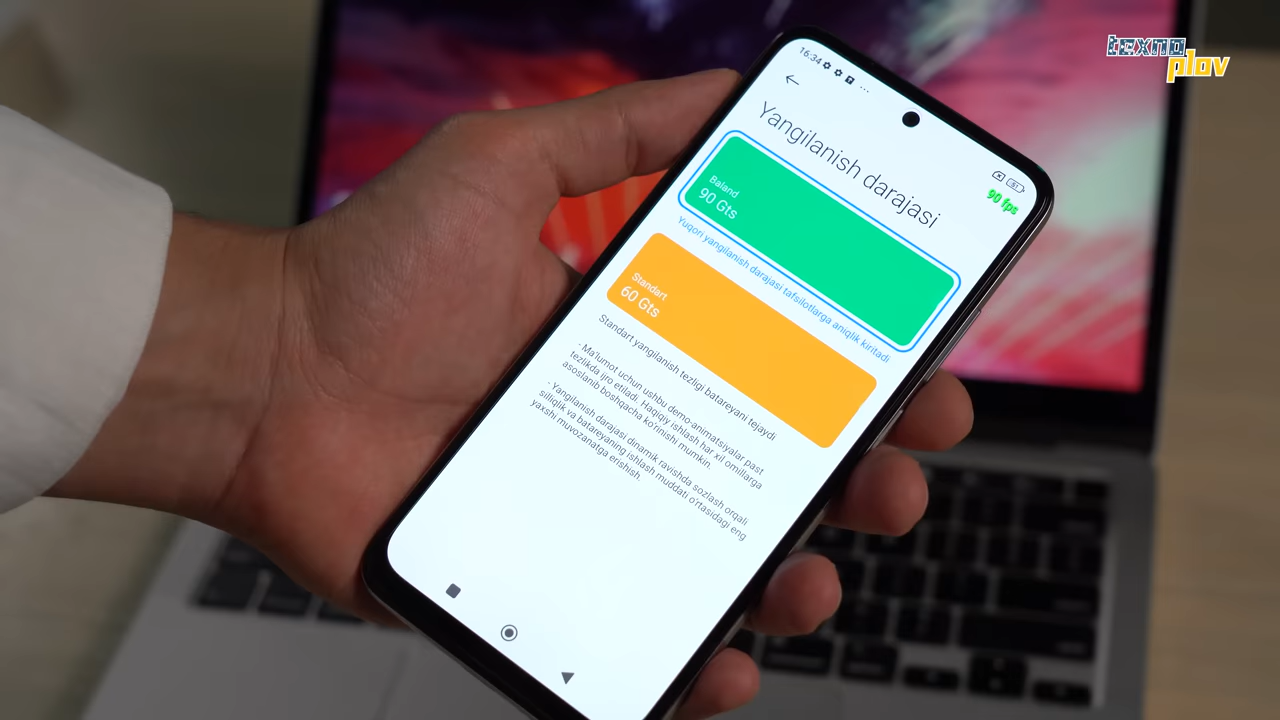 texno
plov
16:34
90 fps
Yangilanish darajasi
Baland
90 Gts
Yuqori yangilanish darajasi tafsilotlarga aniqlik kiritadi
Standart
60 Gts
Standart yangilanish tezligi batareyani tejaydi
· Ma'lumot uchun ushbu demo-animatsiyalar past
tezlikda ijro etiladi. Haqiqiy ishlash har xil omillarga
asoslanib boshqacha ko'rinishi mumkin.
· Yangilanish darajasi dinamik ravishda sozlash orqali
silliqlik va batareyaning ishlash muddati o'rtasidagi eng
yaxshi muvozanatga erishish.